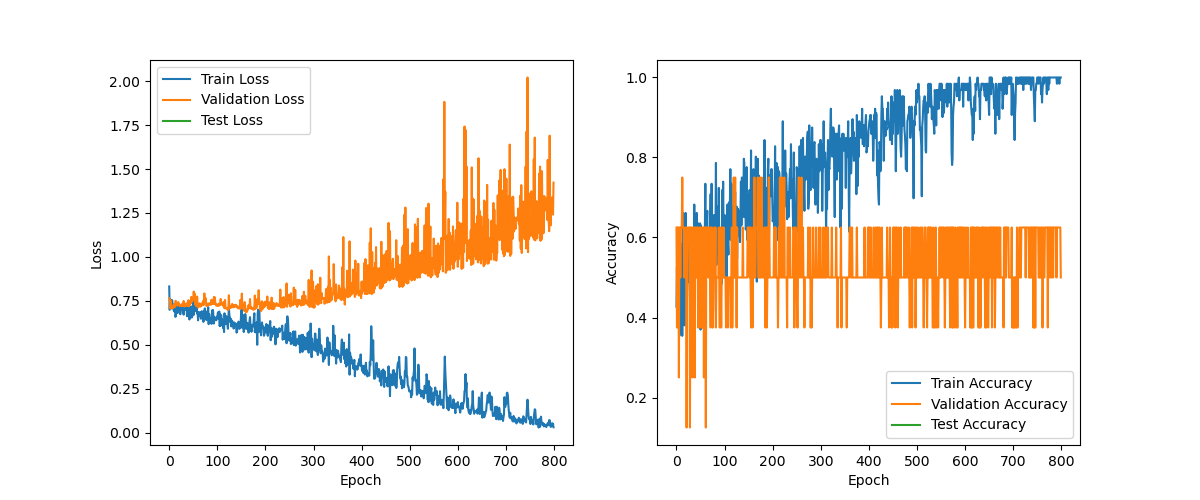 Train Loss
Validation Loss
Test Loss
2.00
1.75
1.50
1.25
1.00
0.75
0.50
0.25
0.00
Loss
0 100 200 300 400 500 600 700 800
Epoch
1.0
0.8
0.6
0.4
0.2
Accuracy
Train Accuracy
Validation Accuracy
Test Accuracy
0 100 200 300 400 500 600 700 800
Epoch